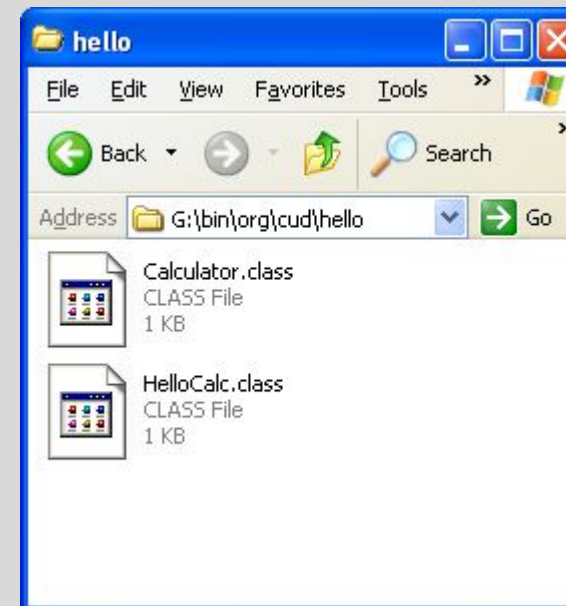 hello
File Edit View Favorites Tools »
Back Search »
Address G:\bin\org\cud\hello Go
Calculator.class
CLASS File
1 KB
HelloCalc.class
CLASS File
1 KB